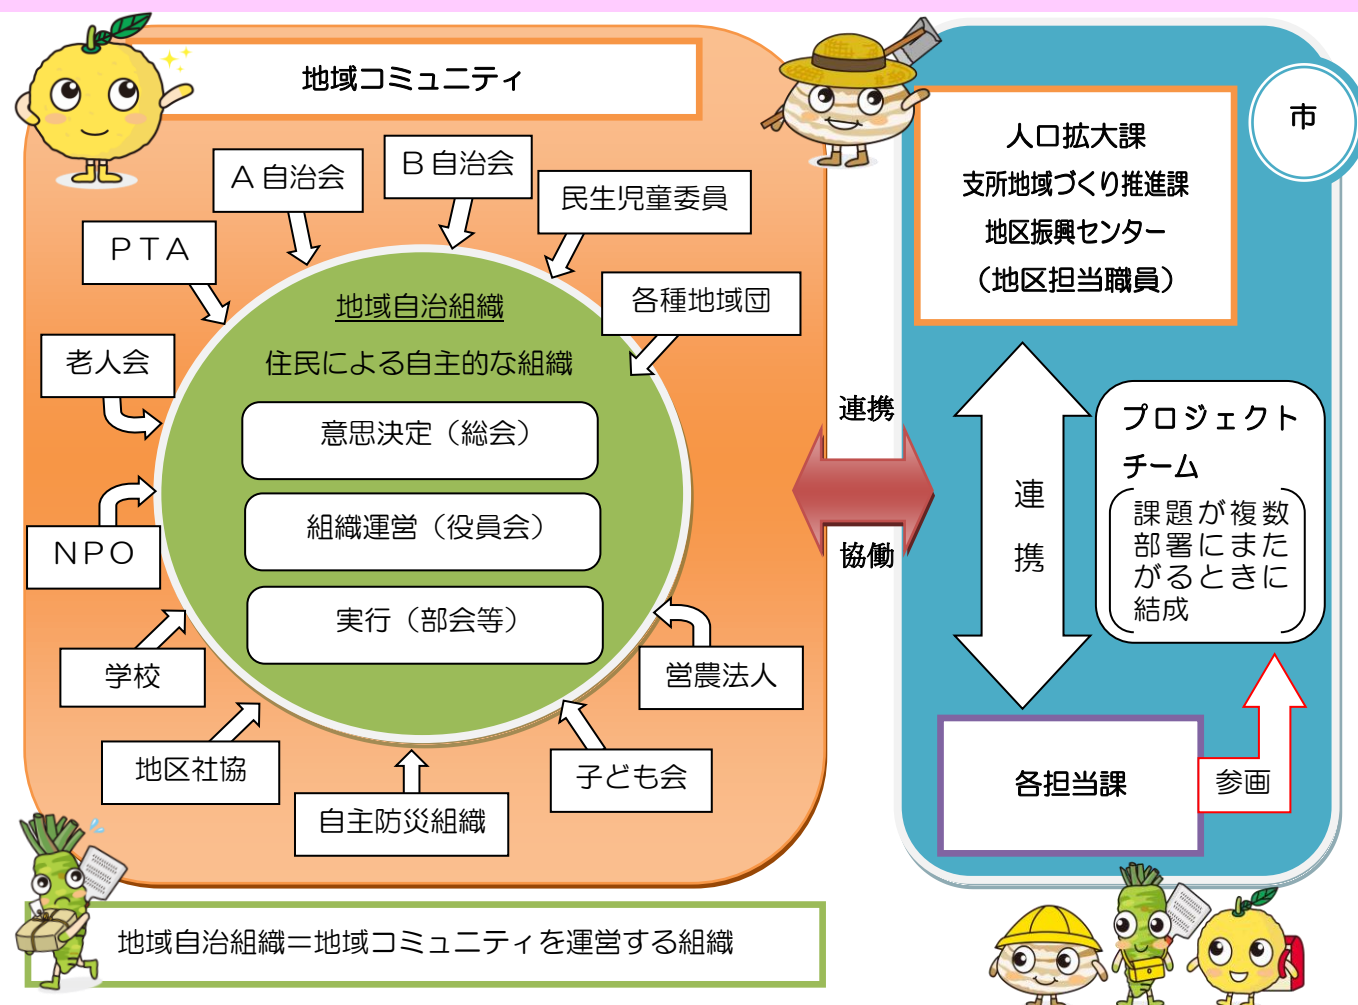 地域コミュニティ
A自治会
B自治会
民生児童委員
PTA
各種地域団
老人会
NPO
学校
地区社協
自主防災組織
子ども会
営農法人
地域自治組織
住民による自主的な組織
意思決定（総会）
組織運営（役員会）
実行（部会等）
地域自治組織＝地域コミュニティを運営する組織
連携
協働
市
人口拡大課
支所地域づくり推進課
地区振興センター
（地区担当職員）
連
携
プロジェクト
チーム
課題が複数
部署にまた
がるときに
結成
各担当課
参画